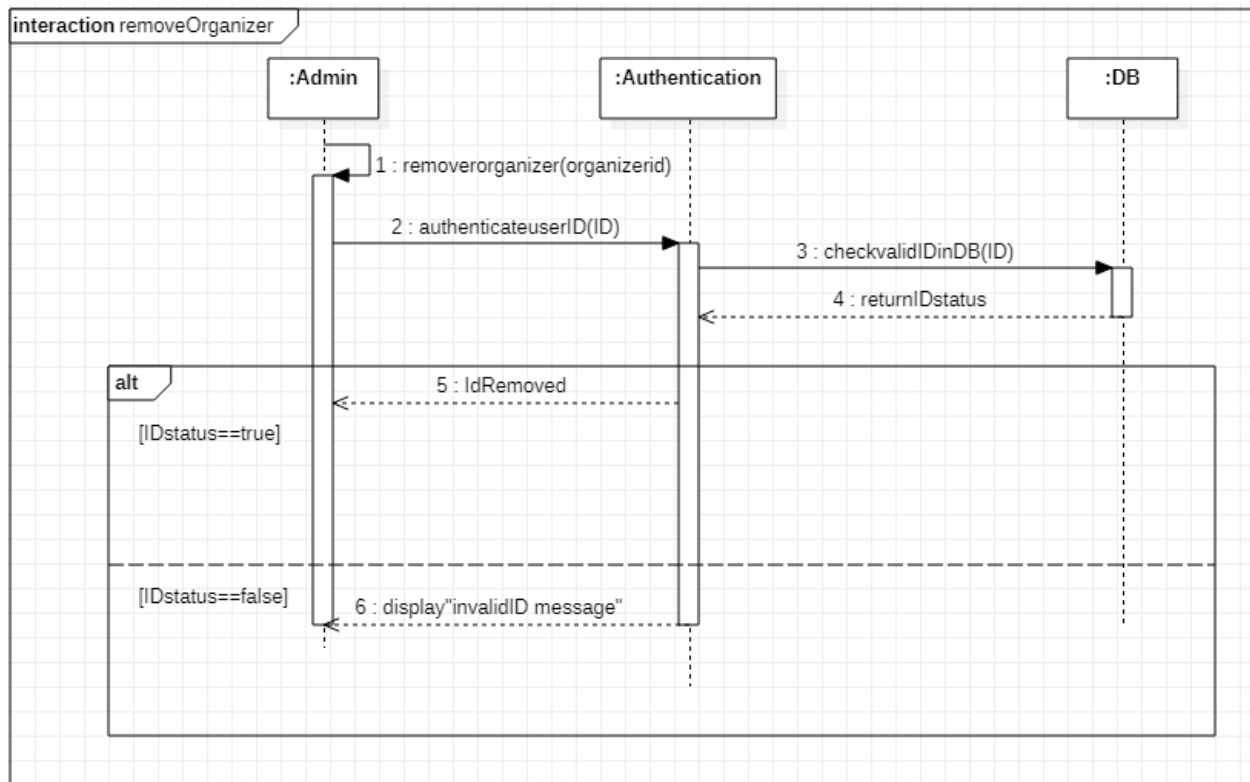 interaction removeOrganizer
:Admin
:Authentication
:DB
1 : removerorganizer(organizerid)
2 : authenticateuserID(ID)
3 : checkvalidIDinDB(ID)
4 : returnIDstatus
alt
5 : IdRemoved
[IDstatus==true]
[IDstatus==false]
6 : display"invalidID message"